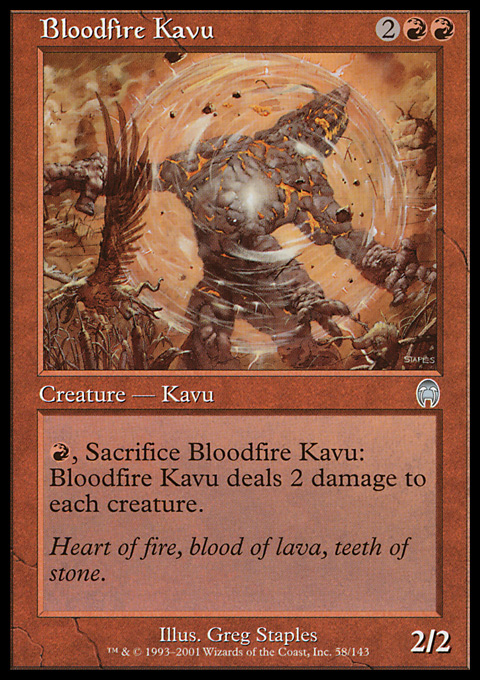 Bloodfire Kavu 2
STAPLES
Creature — Kavu
, Sacrifice Bloodfire Kavu:
Bloodfire Kavu deals 2 damage to
each creature.
Heart of fire, blood of lava, teeth of
stone.
Illus. Greg Staples
™ & © 1993-2001 Wizards of the Coast, Inc. 58/143
2/2